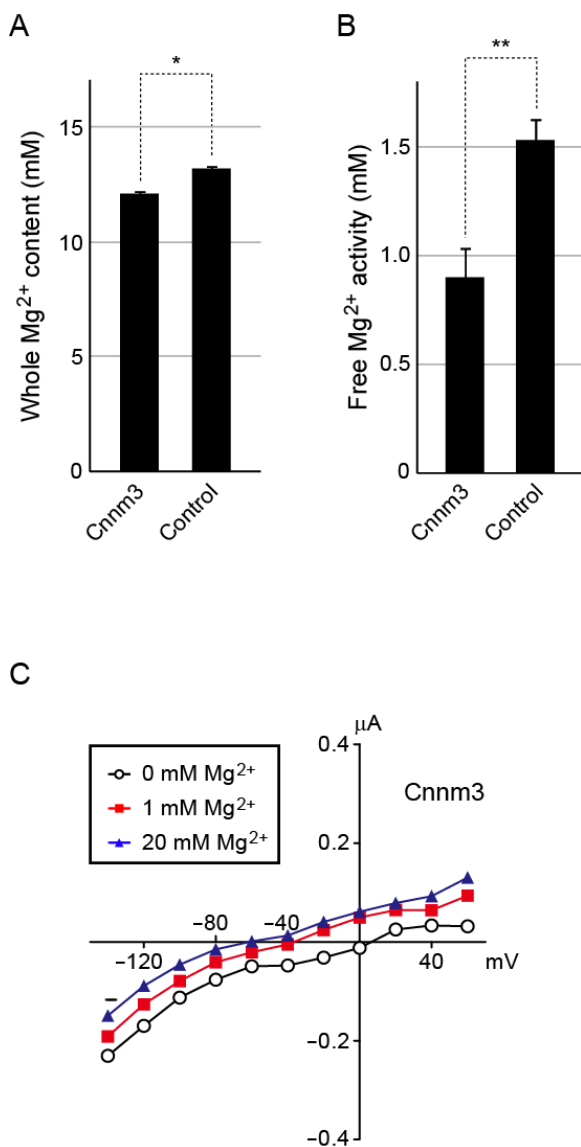 A
*
Whole Mg²⁺ content (mM)
15
10
5
0
Cnnm3
Control
B
**
Free Mg²⁺ activity (mM)
1.5
1.0
0.5
0
Cnnm3
Control
C
μA
0.4
0 mM Mg²⁺
1 mM Mg²⁺
20 mM Mg²⁺
Cnnm3
0.2
−80
−40
−120
40
mV
−0.2
−0.4